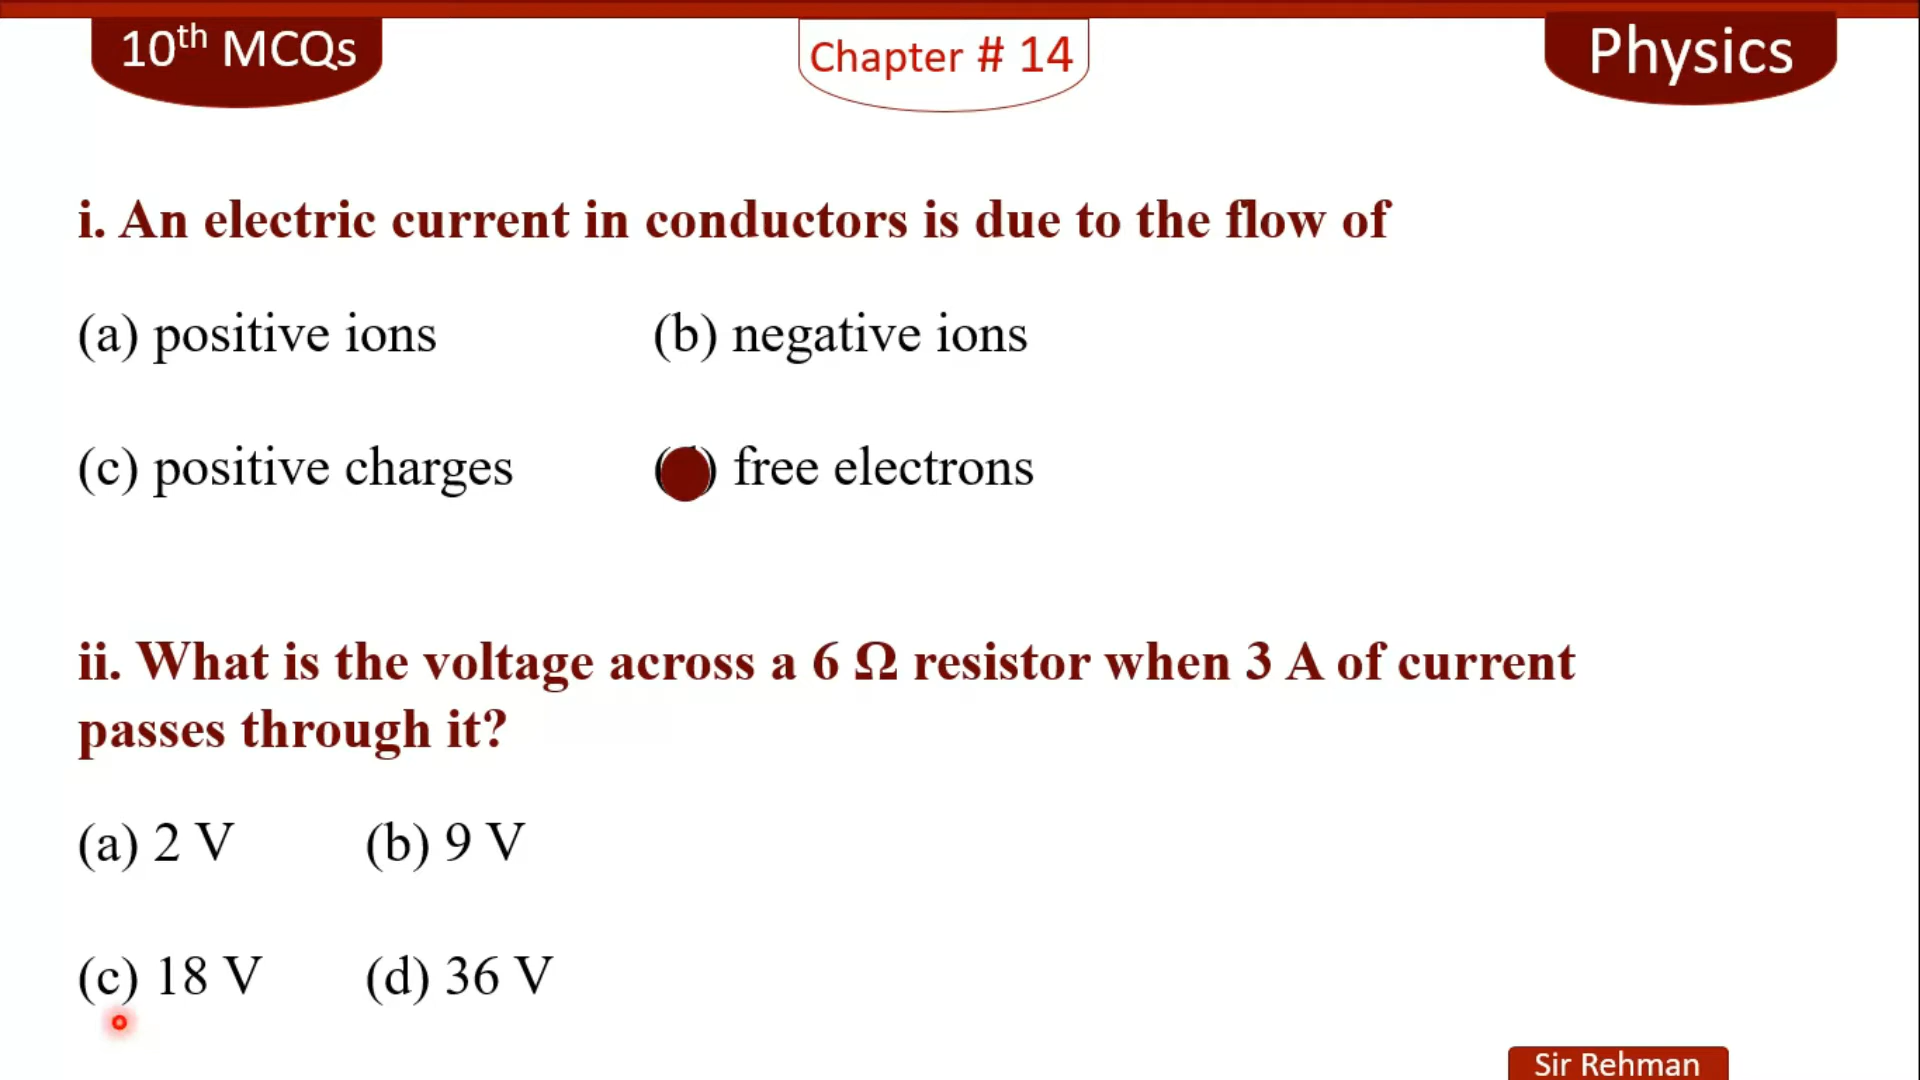 10th MCQs
Chapter # 14
Physics
i. An electric current in conductors is due to the flow of
(a) positive ions (b) negative ions
(c) positive charges ( ) free electrons
ii. What is the voltage across a 6 Ω resistor when 3 A of current
passes through it?
(a) 2 V (b) 9 V
(c) 18 V (d) 36 V
Sir Rehman